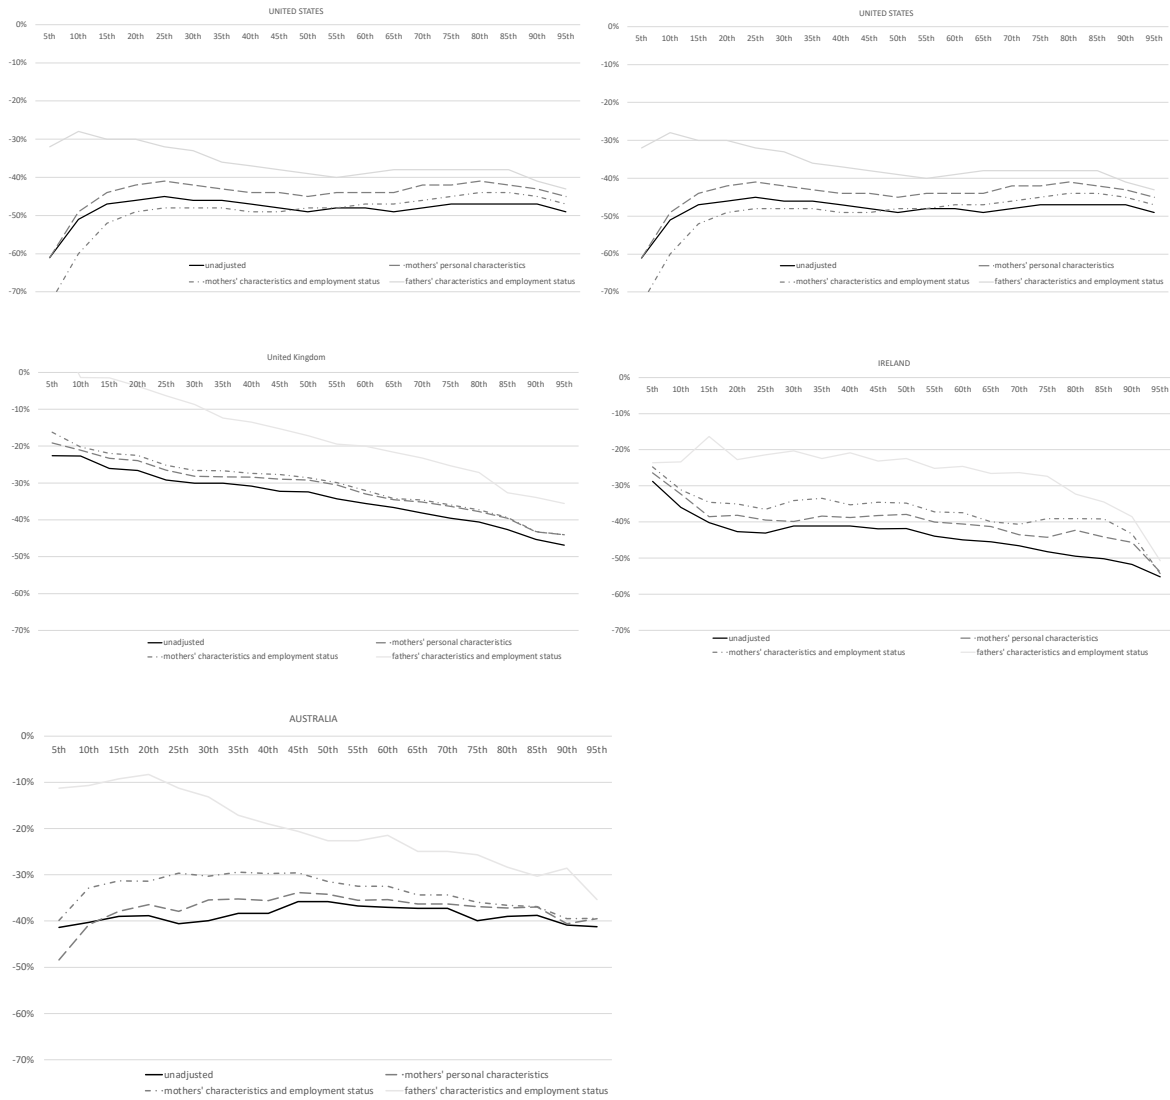 UNITED STATES
0%
5th 10th 15th 20th 25th 30th 35th 40th 45th 50th 55th 60th 65th 70th 75th 80th 85th 90th 95th
-10%
-20%
-30%
-40%
-50%
-60%
-70%
unadjusted
-mothers' personal characteristics
-mothers' characteristics and employment status
fathers' characteristics and employment status
UNITED STATES
0%
5th 10th 15th 20th 25th 30th 35th 40th 45th 50th 55th 60th 65th 70th 75th 80th 85th 90th 95th
-10%
-20%
-30%
-40%
-50%
-60%
-70%
unadjusted
-mothers' personal characteristics
-mothers' characteristics and employment status
fathers' characteristics and employment status
United Kingdom
0%
5th 10th 15th 20th 25th 30th 35th 40th 45th 50th 55th 60th 65th 70th 75th 80th 85th 90th 95th
-10%
-20%
-30%
-40%
-50%
-60%
-70%
unadjusted
-mothers' personal characteristics
-mothers' characteristics and employment status
fathers' characteristics and employment status
IRELAND
0%
5th 10th 15th 20th 25th 30th 35th 40th 45th 50th 55th 60th 65th 70th 75th 80th 85th 90th 95th
-10%
-20%
-30%
-40%
-50%
-60%
-70%
unadjusted
-mothers' personal characteristics
-mothers' characteristics and employment status
fathers' characteristics and employment status
AUSTRALIA
0%
5th 10th 15th 20th 25th 30th 35th 40th 45th 50th 55th 60th 65th 70th 75th 80th 85th 90th 95th
-10%
-20%
-30%
-40%
-50%
-60%
-70%
unadjusted
-mothers' personal characteristics
-mothers' characteristics and employment status
fathers' characteristics and employment status